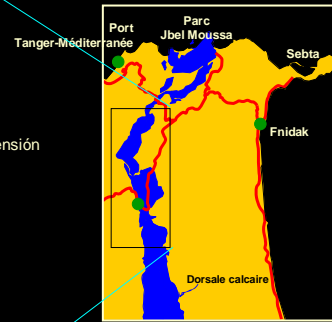 Port
Tanger-Méditerranée
Parc
Jbel Moussa
Sebta
ensión
Fnidak
Dorsale calcaire